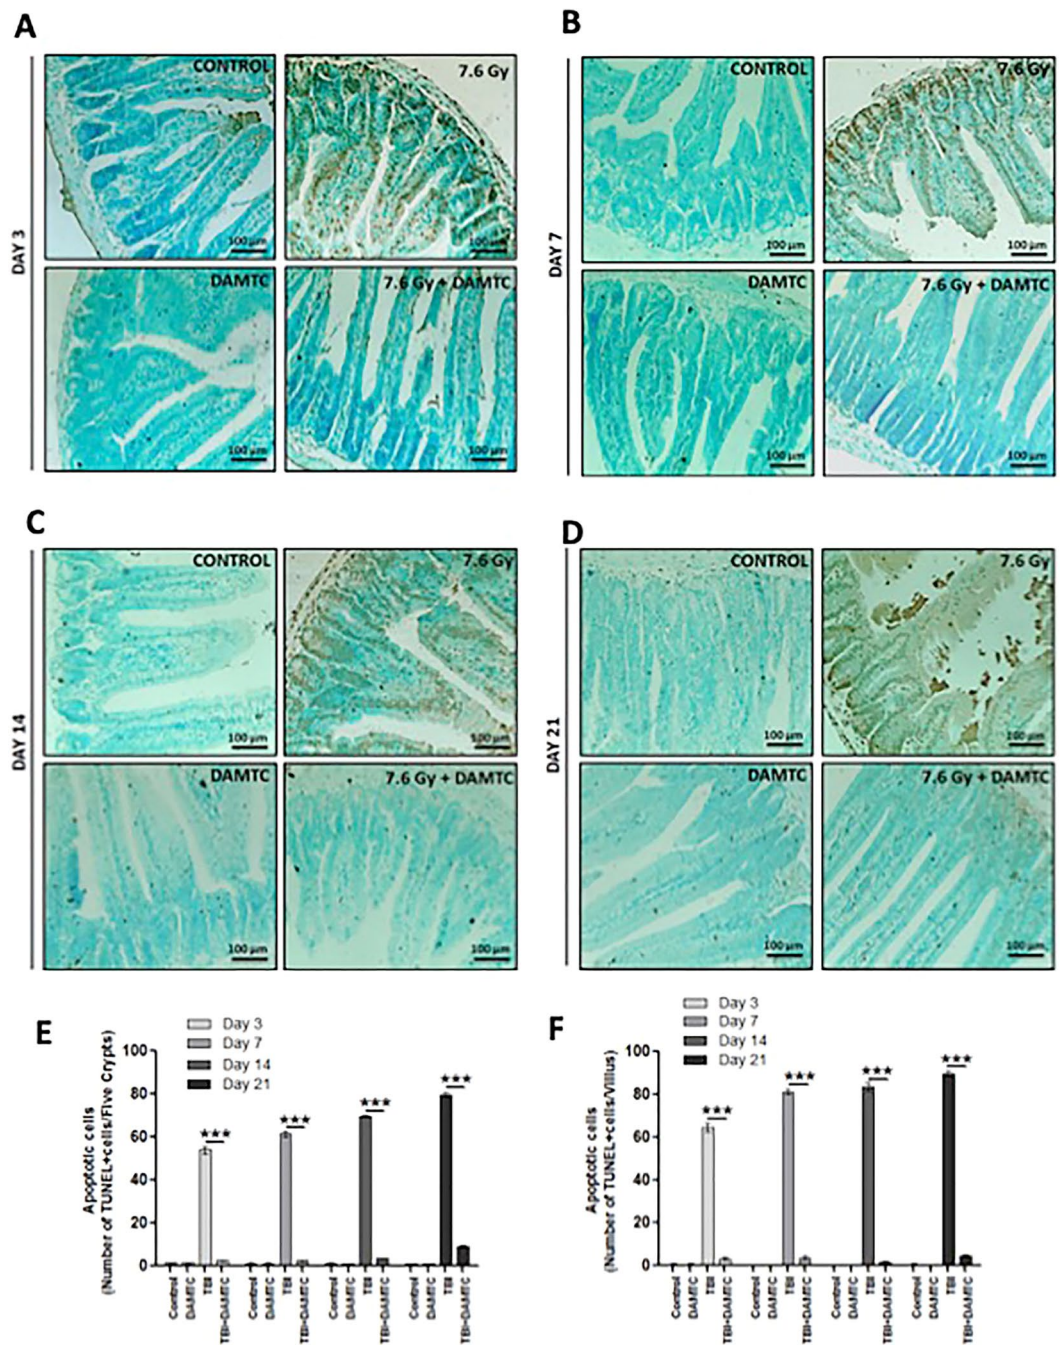 A
B
DAY 3
CONTROL
7.6 Gy
100 µm
100 µm
DAMTC
7.6 Gy + DAMTC
100 µm
100 µm
DAY 7
CONTROL
7.6 Gy
100 µm
100 µm
DAMTC
7.6 Gy + DAMTC
100 µm
100 µm
C
D
DAY 14
CONTROL
7.6 Gy
100 µm
100 µm
DAMTC
7.6 Gy + DAMTC
100 µm
100 µm
DAY 21
CONTROL
7.6 Gy
100 µm
100 µm
DAMTC
7.6 Gy + DAMTC
100 µm
100 µm
E
Day 3
Day 7
Day 14
Day 21
Apoptotic cells
(Number of TUNEL+cells/Five Crypts)
100
80
60
40
20
0
★★★
★★★
★★★
★★★
Control
DAMTC
TBI
TBI+DAMTC
Control
DAMTC
TBI
TBI+DAMTC
Control
DAMTC
TBI
TBI+DAMTC
Control
DAMTC
TBI
TBI+DAMTC
F
Day 3
Day 7
Day 14
Day 21
Apoptotic cells
(Number of TUNEL+cells/Villus)
100
80
60
40
20
0
★★★
★★★
★★★
★★★
Control
DAMTC
TBI
TBI+DAMTC
Control
DAMTC
TBI
TBI+DAMTC
Control
DAMTC
TBI
TBI+DAMTC
Control
DAMTC
TBI
TBI+DAMTC